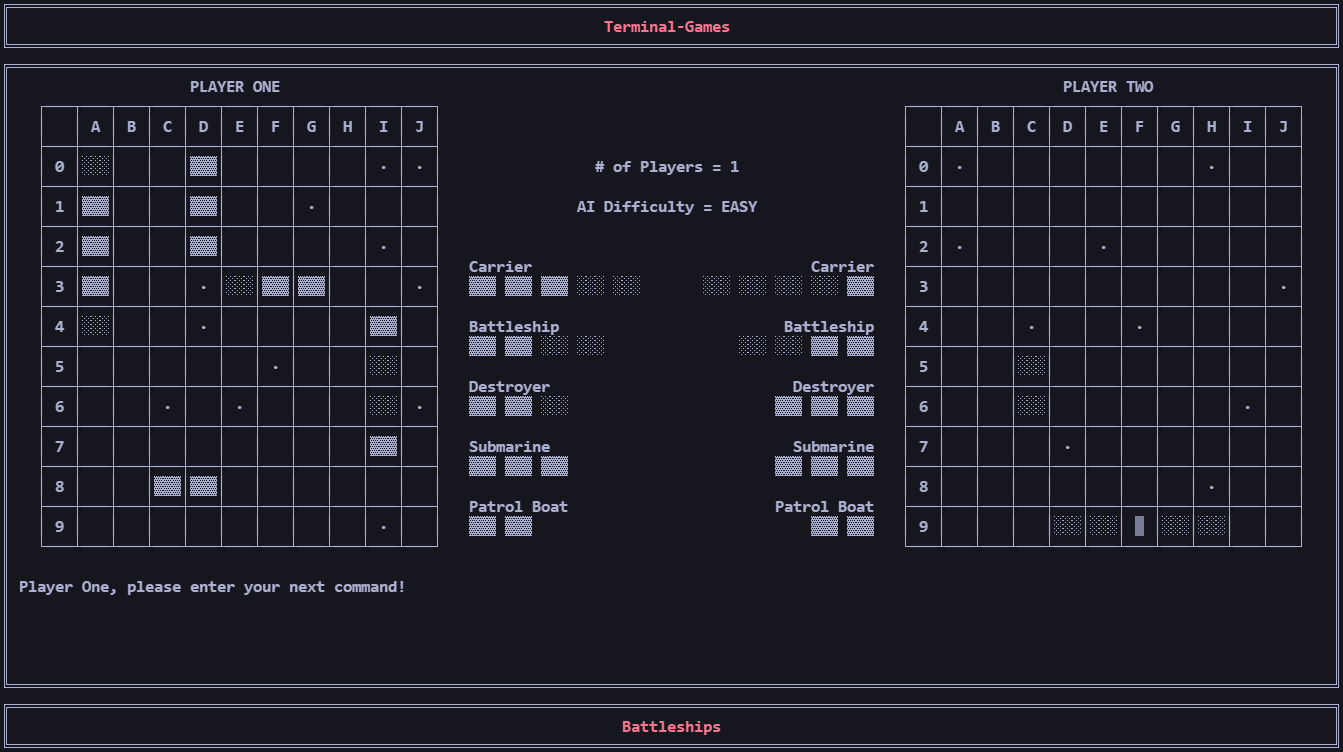 Terminal-Games
PLAYER ONE
PLAYER TWO
A B C D E F G H I J
A B C D E F G H I J
0
1
2
3
4
5
6
7
8
9
# of Players = 1
AI Difficulty = EASY
Carrier
Carrier
Battleship
Battleship
Destroyer
Destroyer
Submarine
Submarine
Patrol Boat
Patrol Boat
0
1
2
3
4
5
6
7
8
9
Player One, please enter your next command!
Battleships